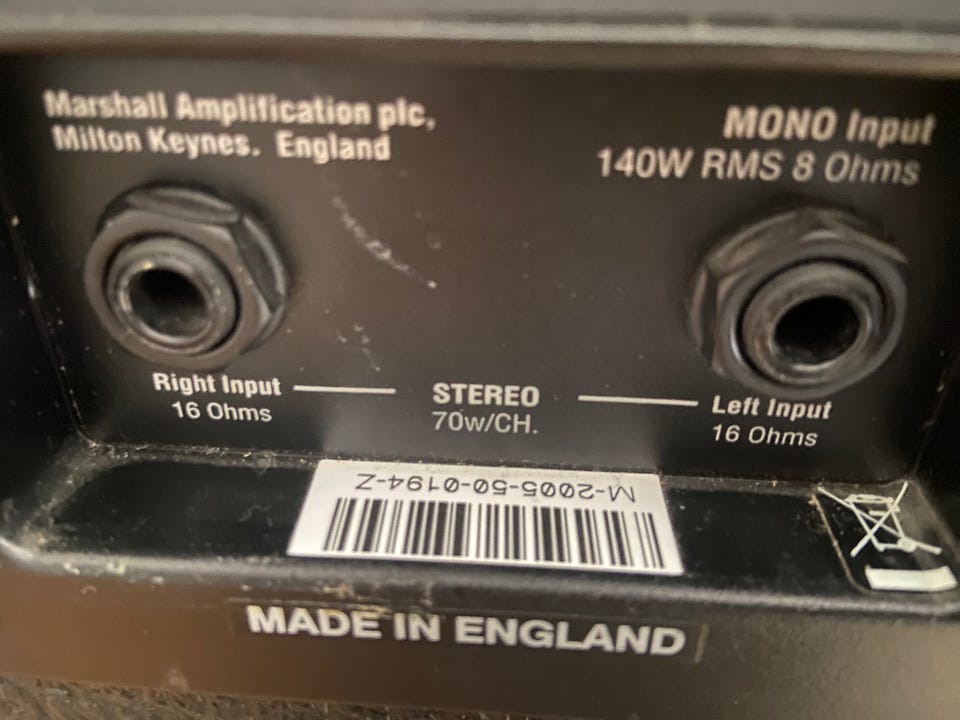 Marshall Amplification plc,
Milton Keynes. England
MONO Input
140W RMS 8 Ohms
Right Input
16 Ohms
STEREO
70w/CH.
Left Input
16 Ohms
M-2005-50-0194-Z
MADE IN ENGLAND